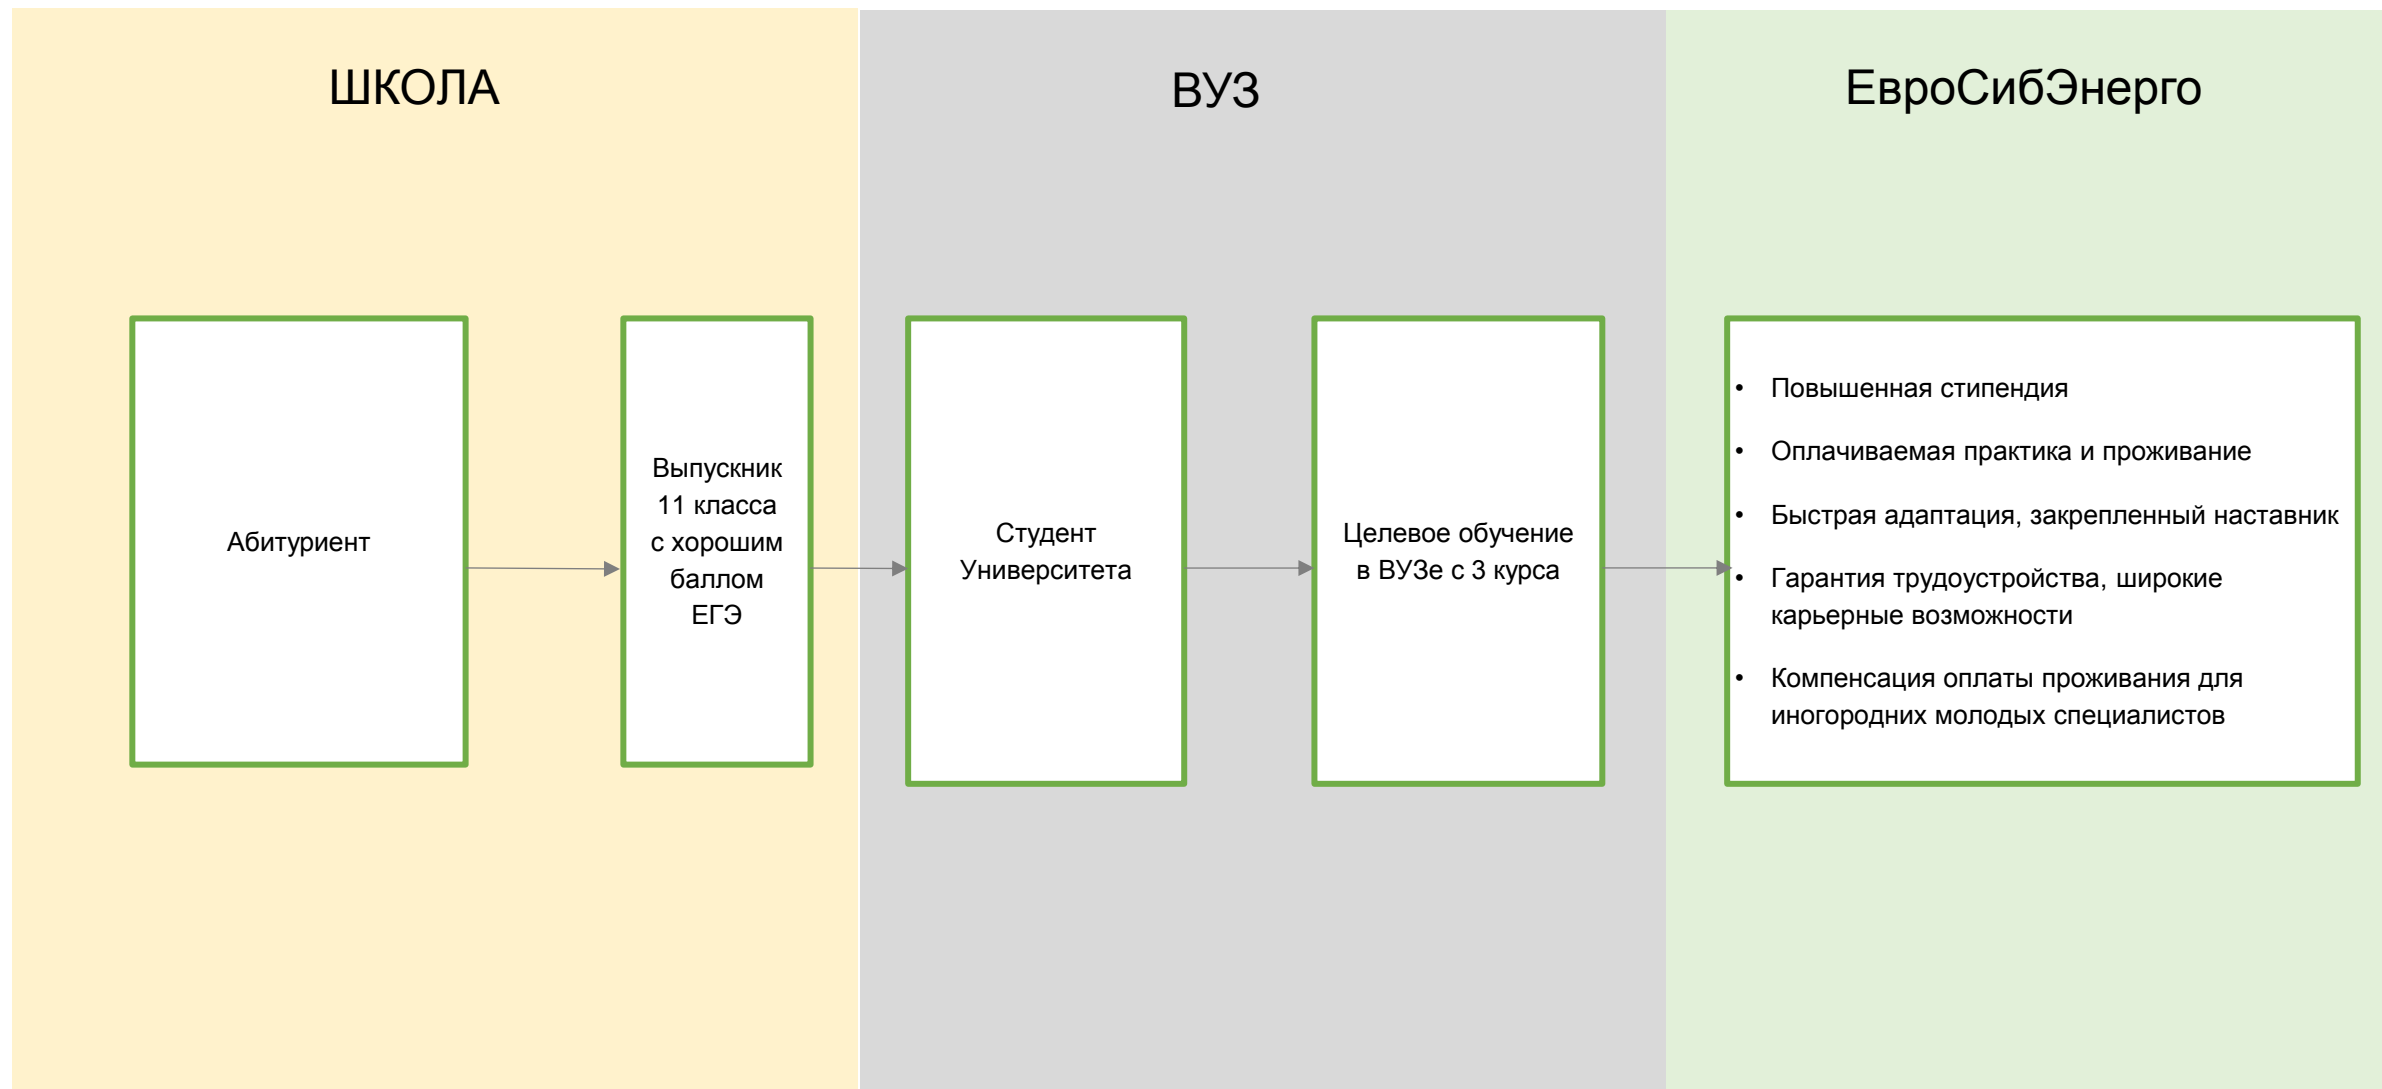 ШКОЛА
ВУЗ
ЕвроСибЭнерго
Абитуриент
Выпускник
11 класса
с хорошим
баллом
ЕГЭ
Студент
Университета
Целевое обучение
в ВУЗе с 3 курса
• Повышенная стипендия
• Оплачиваемая практика и проживание
• Быстрая адаптация, закрепленный наставник
• Гарантия трудоустройства, широкие
карьерные возможности
• Компенсация оплаты проживания для
иногородних молодых специалистов